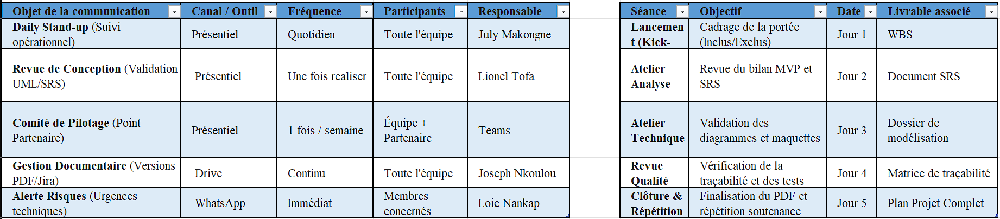 Objet de la communication Canal / Outil Fréquence Participants Responsable
Daily Stand-up (Suivi
opérationnel) Présentiel Quotidien Toute l'équipe July Makongne
Revue de Conception (Validation
UML/SRS) Présentiel Une fois realiser Toute l'équipe Lionel Tofa
Comité de Pilotage (Point
Partenaire) Présentiel 1 fois / semaine Équipe +
Partenaire Teams
Gestion Documentaire (Versions
PDF/Jira) Drive Continu Toute l'équipe Joseph Nkoulou
Alerte Risques (Urgences
techniques) WhatsApp Immédiat Membres
concernés Loic Nankap
Séance Objectif Date Livrable associé
Lancemen
t (Kick- Cadrage de la portée
(Inclus/Exclus) Jour 1 WBS
Atelier
Analyse Revue du bilan MVP et
SRS Jour 2 Document SRS
Atelier
Technique Validation des
diagrammes et maquettes Jour 3 Dossier de
modélisation
Revue
Qualité Vérification de la
traçabilité et des tests Jour 4 Matrice de traçabilité
Clôture &
Répétition Finalisation du PDF et
répétition soutenance Jour 5 Plan Projet Complet